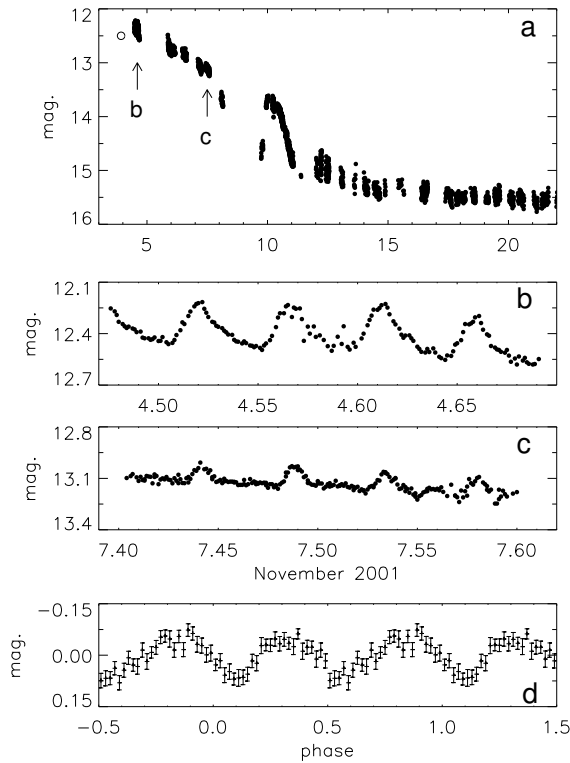 12
13
14
15
16
mag.
a
b
c
5 10 15 20
12.1
12.4
12.7
mag.
b
4.50 4.55 4.60 4.65
12.8
13.1
13.4
mag.
c
7.40 7.45 7.50 7.55 7.60
November 2001
−0.15
0.00
0.15
mag.
d
−0.5 0.0 0.5 1.0 1.5
phase